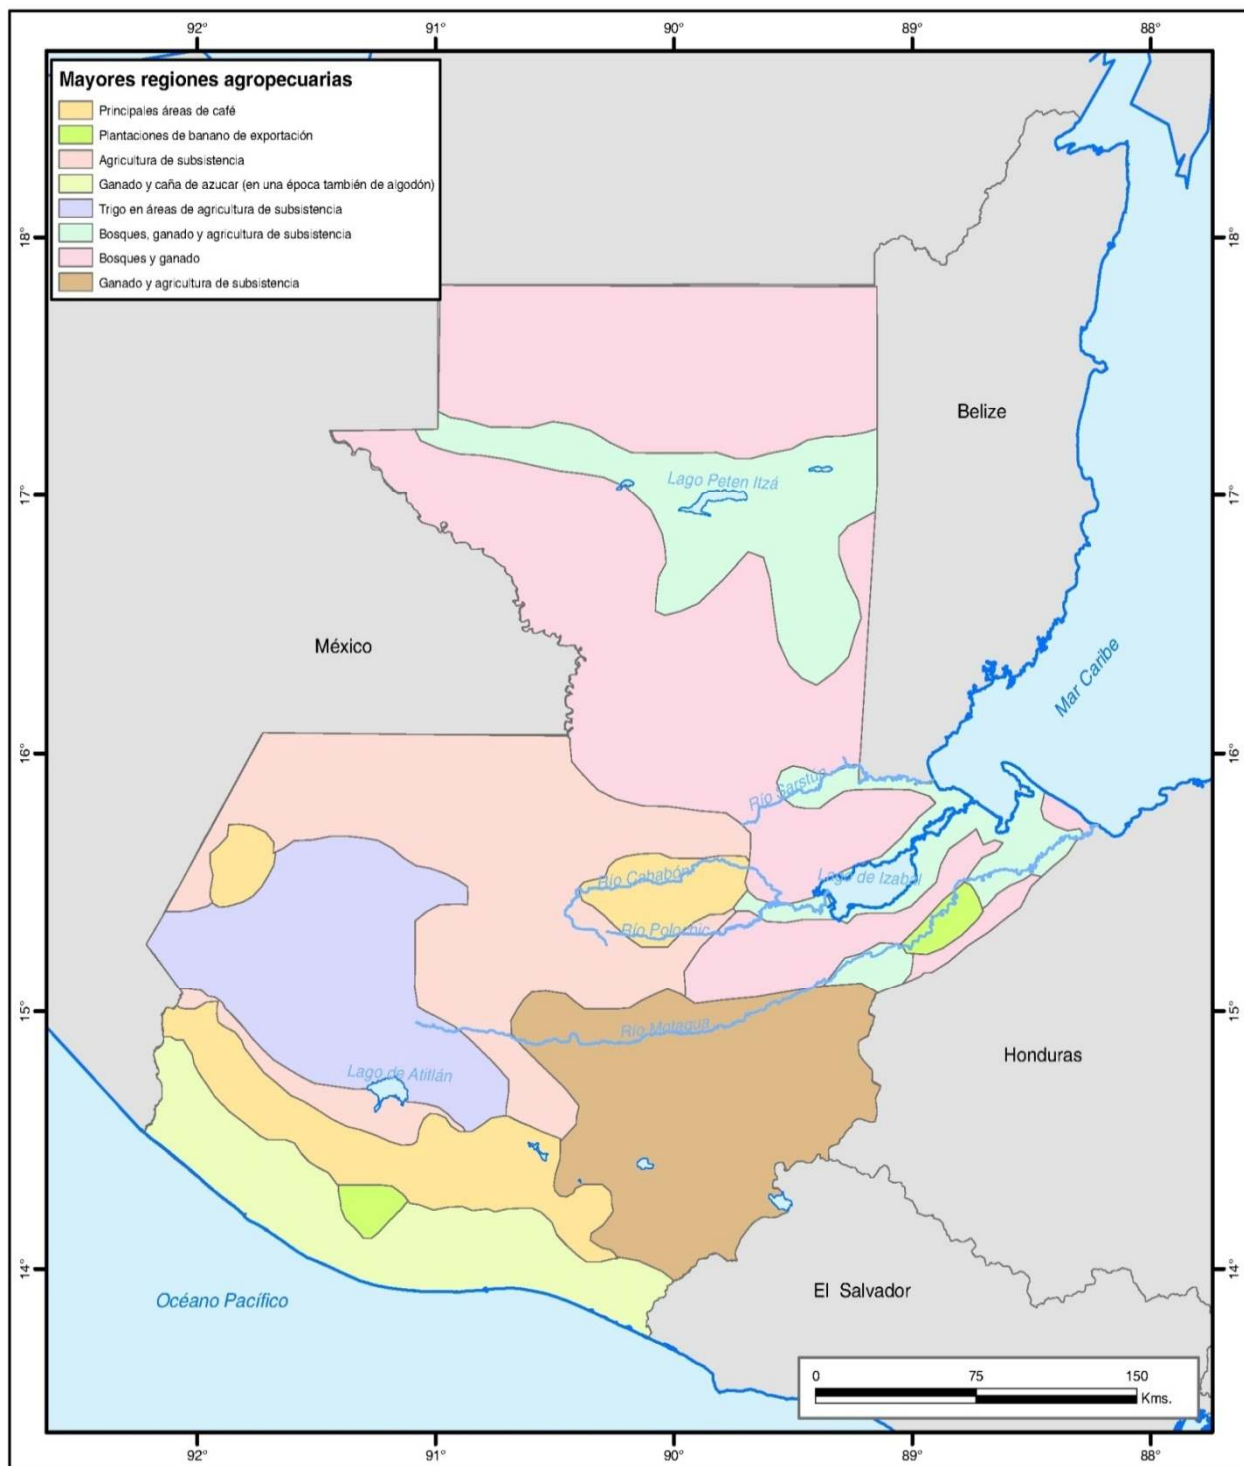 92°
91°
90°
89°
88°
Mayores regiones agropecuarias
Principales áreas de café
Plantaciones de banano de exportación
Agricultura de subsistencia
Ganado y caña de azucar (en una época también de algodón)
Trigo en áreas de agricultura de subsistencia
Bosques, ganado y agricultura de subsistencia
Bosques y ganado
Ganado y agricultura de subsistencia
18°
18°
Belize
Lago Peten Itzá
17°
17°
México
Mar Caribe
16°
16°
Río Sarstún
Río Cahabón
Lago de Izabal
Río Polochic
15°
15°
Río Motagua
Honduras
Lago de Atitlán
14°
14°
El Salvador
Océano Pacífico
0
75
150
Kms.
92°
91°
90°
89°
88°